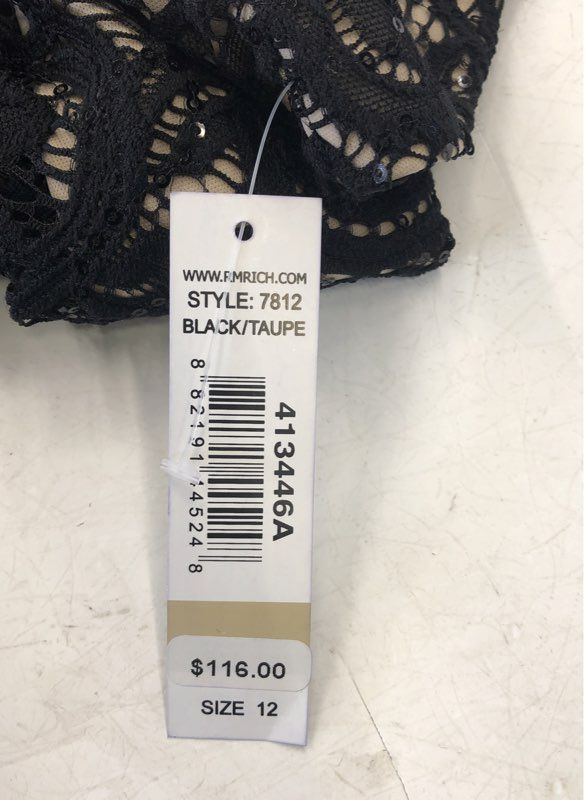 WWW.RMRICH.COM
STYLE: 7812
BLACK/TAUPE
413446A
$116.00
SIZE 12